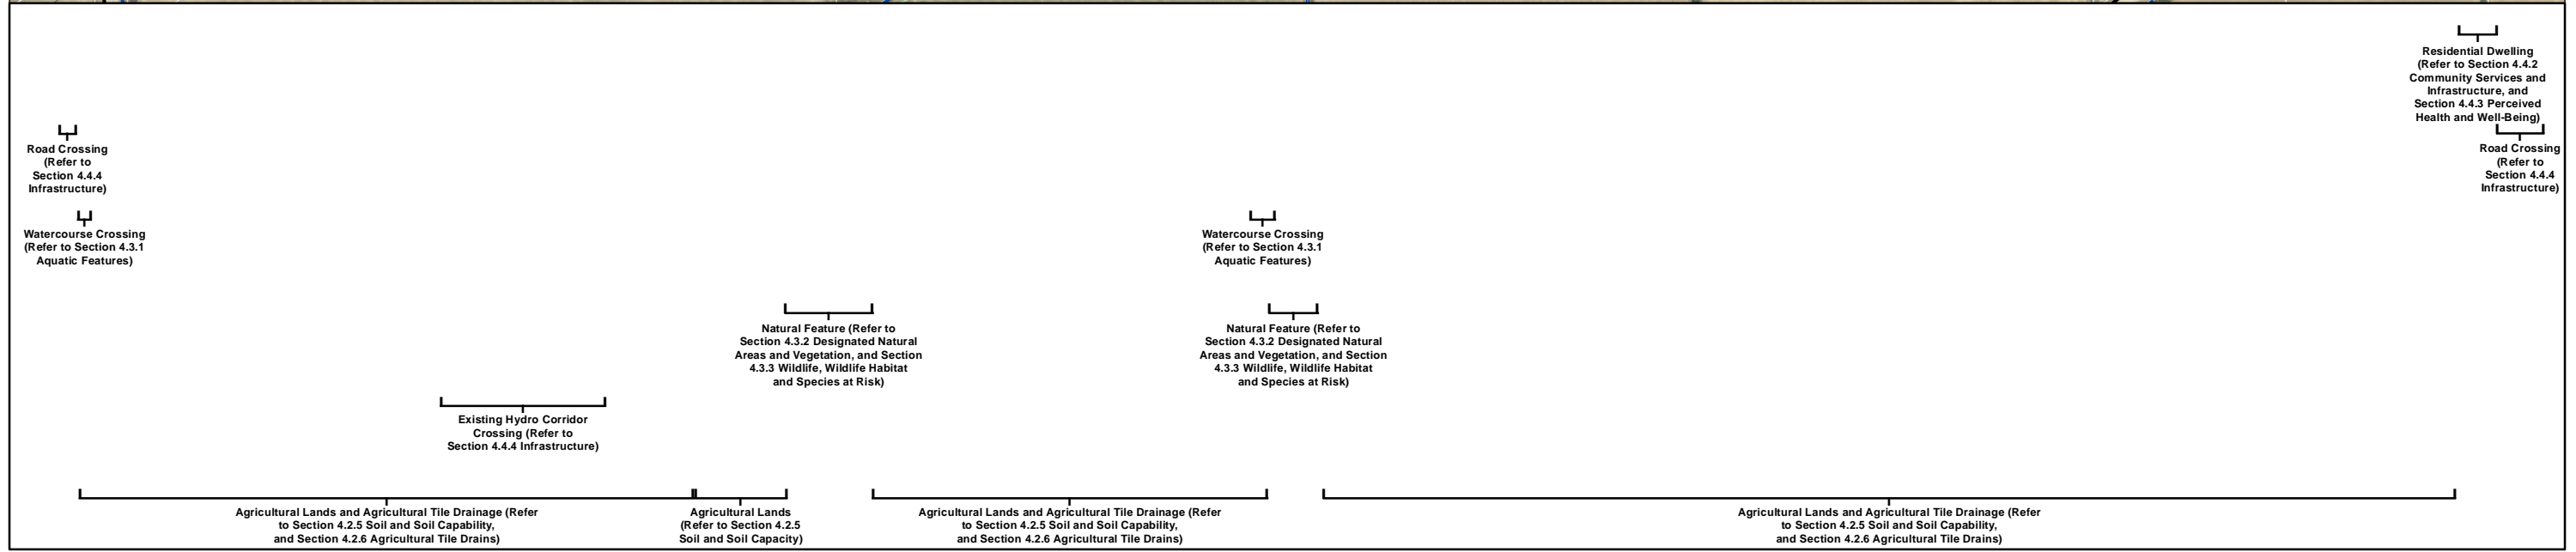 Residential Dwelling
(Refer to Section 4.4.2
Community Services and
Infrastructure, and
Section 4.4.3 Perceived
Health and Well-Being)
Road Crossing
(Refer to
Section 4.4.4
Infrastructure)
Road Crossing
(Refer to
Section 4.4.4
Infrastructure)
Watercourse Crossing
(Refer to Section 4.3.1
Aquatic Features)
Watercourse Crossing
(Refer to Section 4.3.1
Aquatic Features)
Natural Feature (Refer to
Section 4.3.2 Designated Natural
Areas and Vegetation, and Section
4.3.3 Wildlife, Wildlife Habitat
and Species at Risk)
Natural Feature (Refer to
Section 4.3.2 Designated Natural
Areas and Vegetation, and Section
4.3.3 Wildlife, Wildlife Habitat
and Species at Risk)
Existing Hydro Corridor
Crossing (Refer to
Section 4.4.4 Infrastructure)
Agricultural Lands and Agricultural Tile Drainage (Refer
to Section 4.2.5 Soil and Soil Capability,
and Section 4.2.6 Agricultural Tile Drains)
Agricultural Lands
(Refer to Section 4.2.5
Soil and Soil Capacity)
Agricultural Lands and Agricultural Tile Drainage (Refer
to Section 4.2.5 Soil and Soil Capability,
and Section 4.2.6 Agricultural Tile Drains)
Agricultural Lands and Agricultural Tile Drainage (Refer
to Section 4.2.5 Soil and Soil Capability,
and Section 4.2.6 Agricultural Tile Drains)